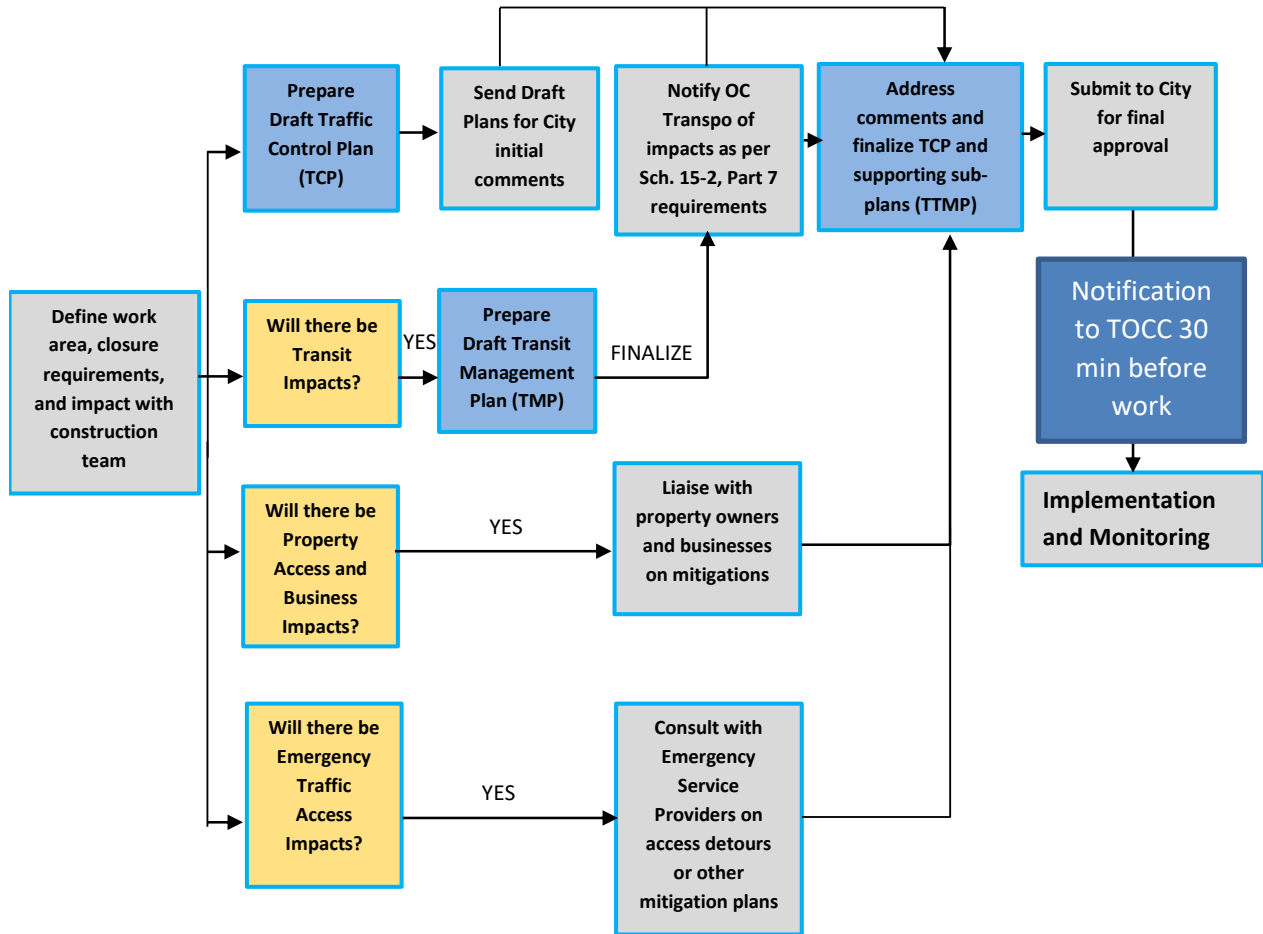 Prepare
Draft Traffic
Control Plan
(TCP)
Send Draft
Plans for City
initial
comments
Notify OC
Transpo of
impacts as per
Sch. 15-2, Part 7
requirements
Address
comments and
finalize TCP and
supporting sub-
plans (TTMP)
Submit to City
for final
approval
Define work
area, closure
requirements,
and impact with
construction
team
Will there be
Transit
Impacts?
YES
Prepare
Draft Transit
Management
Plan (TMP)
FINALIZE
Notification
to TOCC 30
min before
work
Implementation
and Monitoring
Will there be
Property
Access and
Business
Impacts?
YES
Liaise with
property owners
and businesses
on mitigations
Will there be
Emergency
Traffic
Access
Impacts?
YES
Consult with
Emergency
Service
Providers on
access detours
or other
mitigation plans